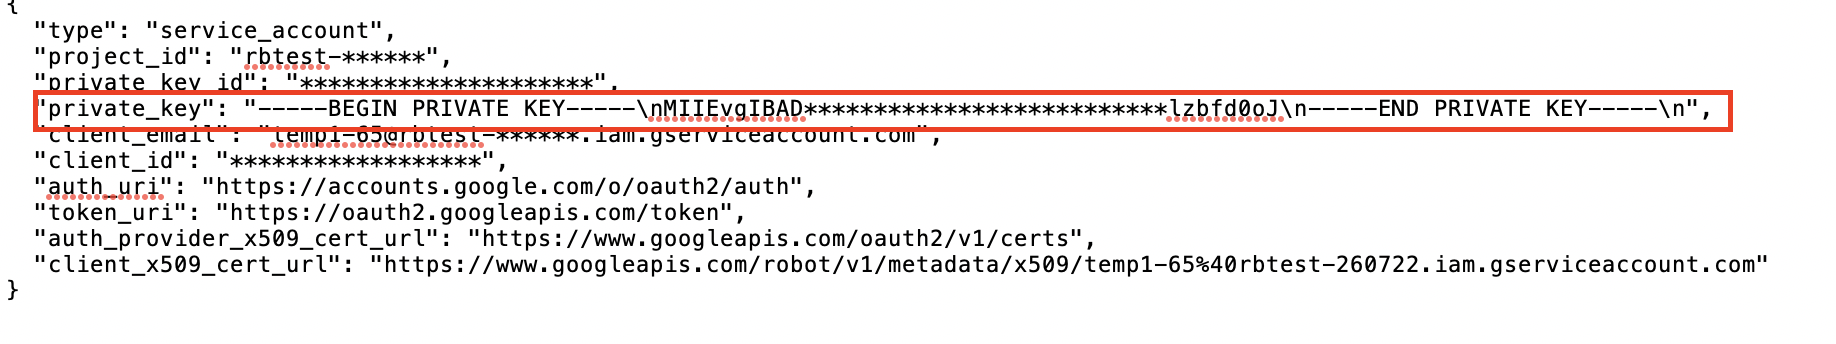 {
"type": "service_account",
"project_id": "rbtest-******",
"private_key_id": "*********************",
"private_key": "-----BEGIN PRIVATE KEY-----\nMIIEvgIBAD**************************lzbfd0oJ\n-----END PRIVATE KEY-----\n",
"client_email": "temp1-65@rbtest-******.iam.gserviceaccount.com",
"client_id": "******************",
"auth_uri": "https://accounts.google.com/o/oauth2/auth",
"token_uri": "https://oauth2.googleapis.com/token",
"auth_provider_x509_cert_url": "https://www.googleapis.com/oauth2/v1/certs",
"client_x509_cert_url": "https://www.googleapis.com/robot/v1/metadata/x509/temp1-65%40rbtest-260722.iam.gserviceaccount.com"
}